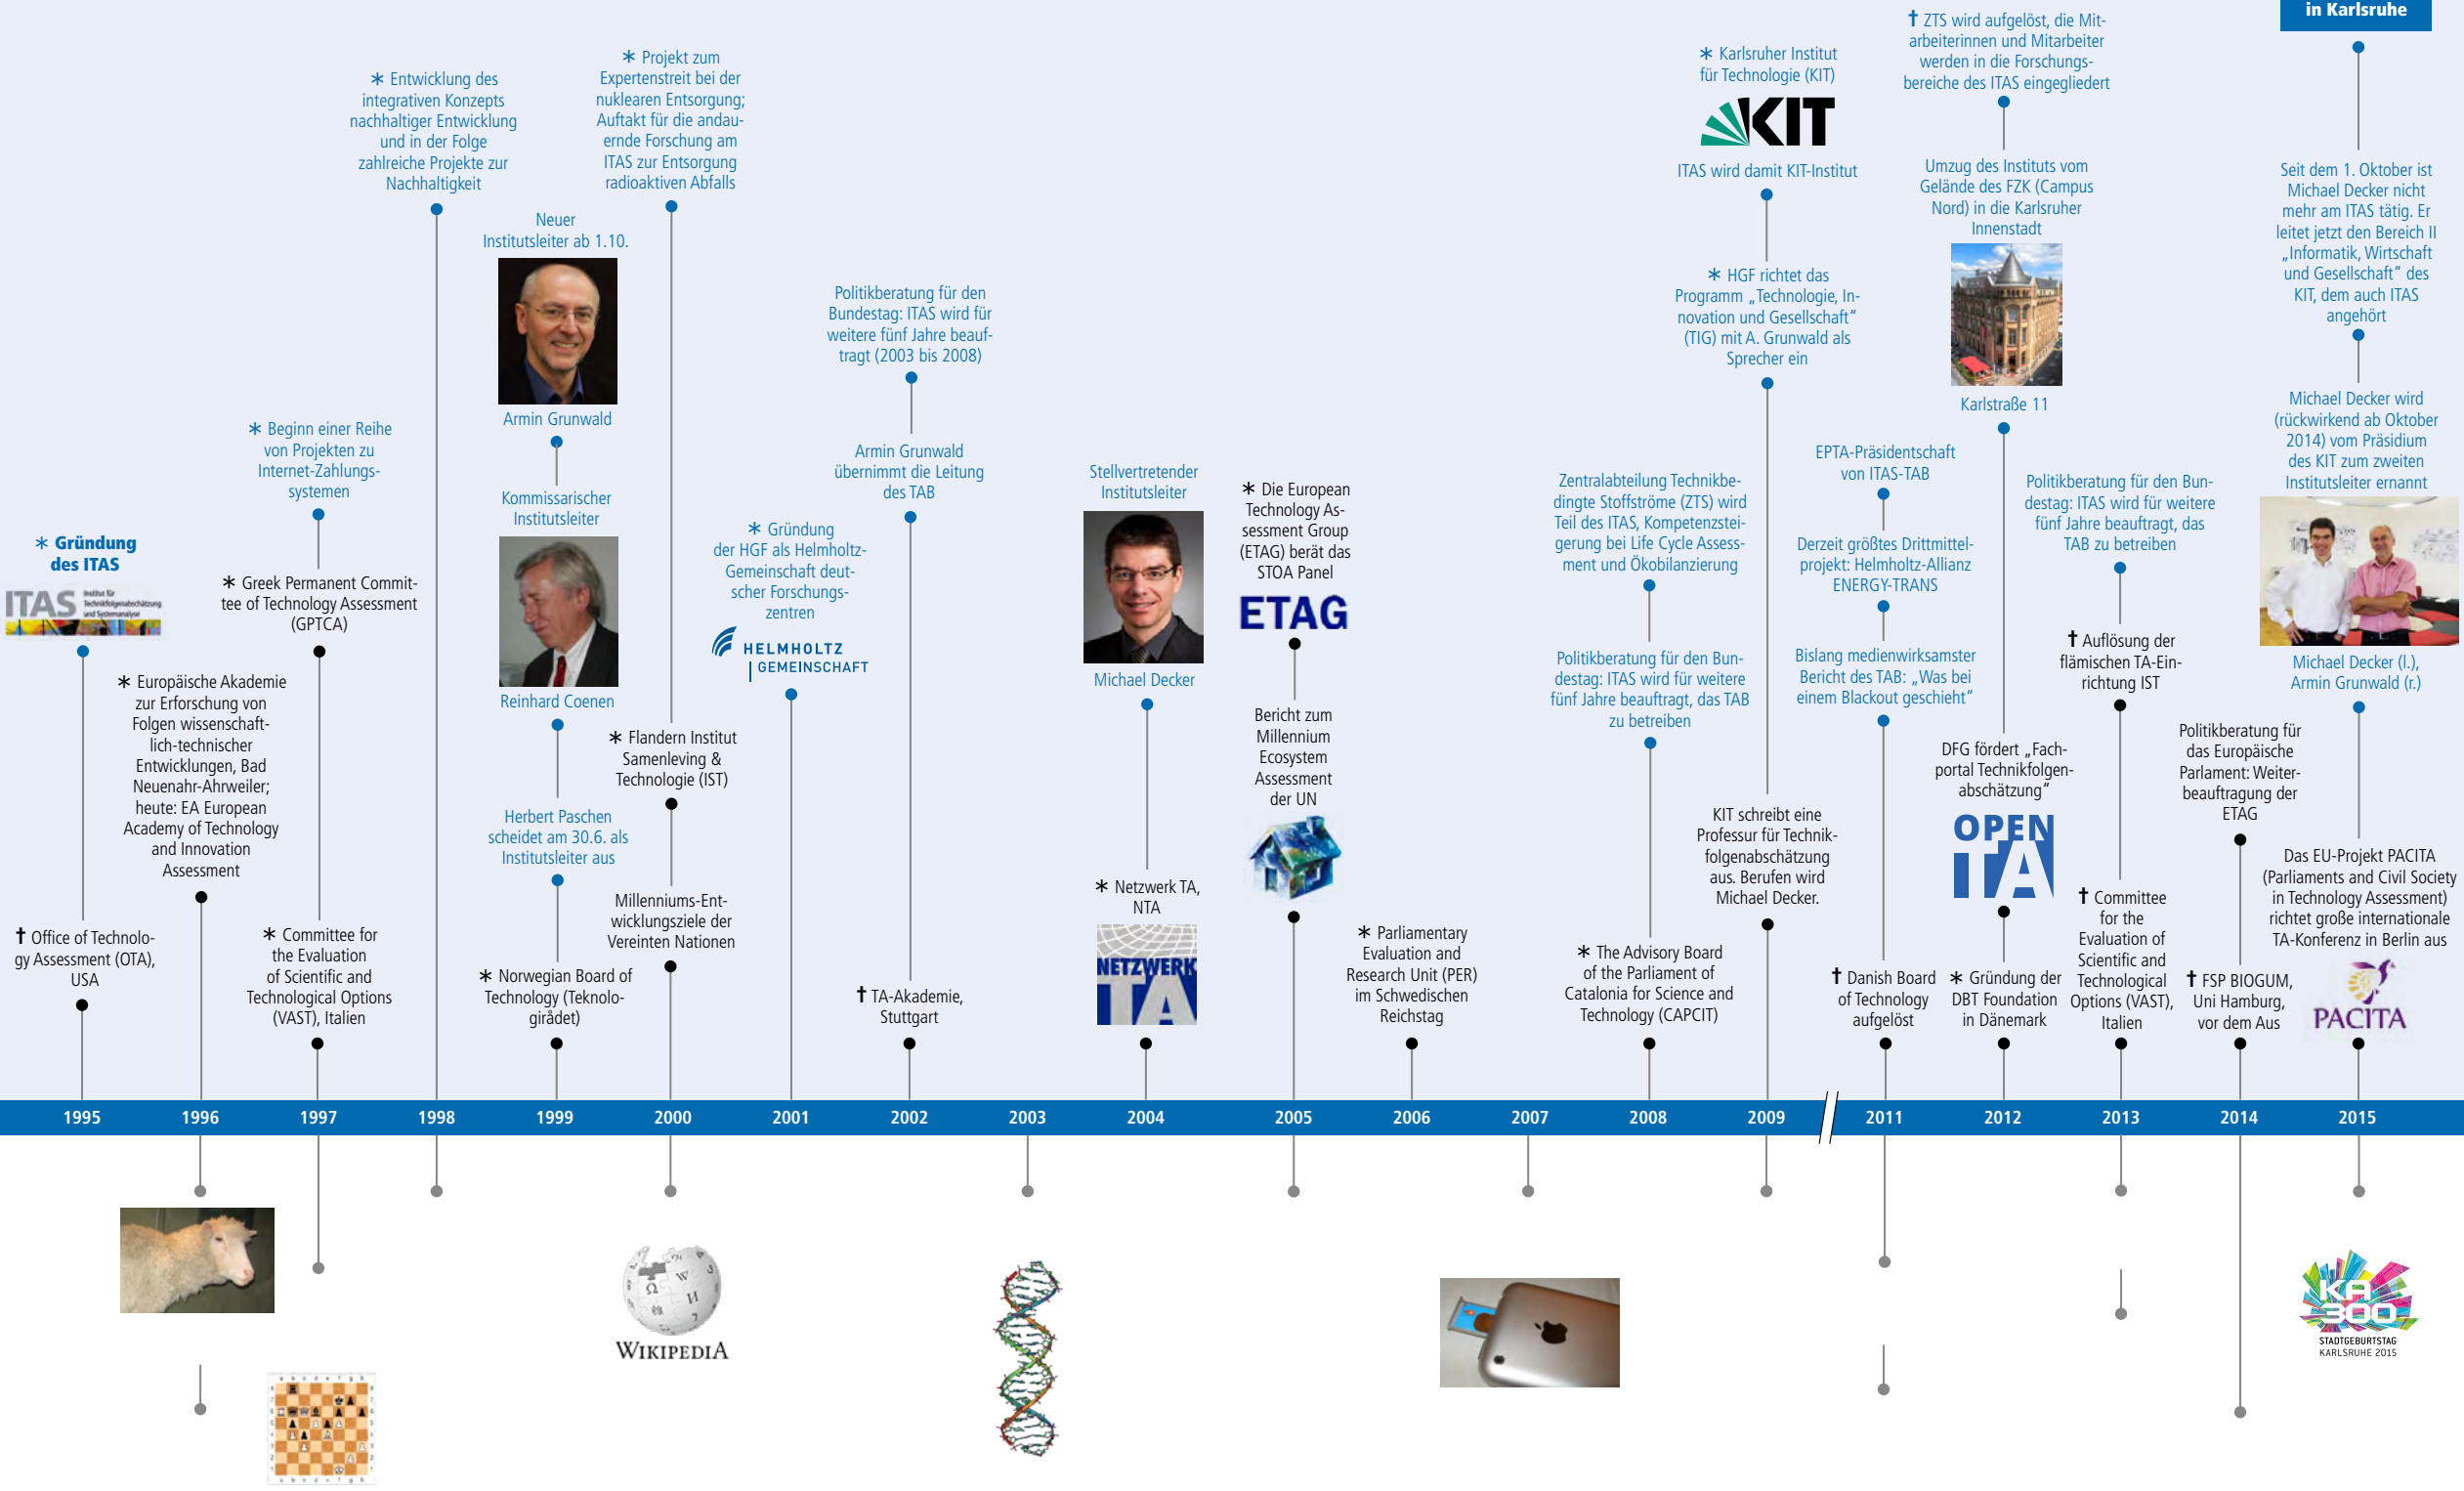 in Karlsruhe
* Gründung
des ITAS
ITAS Institut für
Technikfolgenabschätzung
und Systemanalyse
† Office of Technolo-
gy Assessment (OTA),
USA
* Europäische Akademie
zur Erforschung von
Folgen wissenschaft-
lich-technischer
Entwicklungen, Bad
Neuenahr-Ahrweiler;
heute: EA European
Academy of Technology
and Innovation
Assessment
* Beginn einer Reihe
von Projekten zu
Internet-Zahlungs-
systemen
* Greek Permanent Commit-
tee of Technology Assessment
(GPTCA)
* Committee for
the Evaluation
of Scientific and
Technological Options
(VAST), Italien
* Entwicklung des
integrativen Konzepts
nachhaltiger Entwicklung
und in der Folge
zahlreiche Projekte zur
Nachhaltigkeit
Neuer
Institutsleiter ab 1.10.
Armin Grunwald
Kommissarischer
Institutsleiter
Reinhard Coenen
Herbert Paschen
scheidet am 30.6. als
Institutsleiter aus
* Norwegian Board of
Technology (Teknolo-
girådet)
* Projekt zum
Expertenstreit bei der
nuklearen Entsorgung;
Auftakt für die andau-
ernde Forschung am
ITAS zur Entsorgung
radioaktiven Abfalls
* Flandern Institut
Samenleving &
Technologie (IST)
Millenniums-Ent-
wicklungsziele der
Vereinten Nationen
* Gründung
der HGF als Helmholtz-
Gemeinschaft deut-
scher Forschungs-
zentren
HELMHOLTZ
GEMEINSCHAFT
Politikberatung für den
Bundestag: ITAS wird für
weitere fünf Jahre beauf-
tragt (2003 bis 2008)
Armin Grunwald
übernimmt die Leitung
des TAB
† TA-Akademie,
Stuttgart
Stellvertretender
Institutsleiter
Michael Decker
* Netzwerk TA,
NTA
NETZWERK
TA
* Die European
Technology As-
sessment Group
(ETAG) berät das
STOA Panel
ETAG
Bericht zum
Millennium
Ecosystem
Assessment
der UN
* Parliamentary
Evaluation and
Research Unit (PER)
im Schwedischen
Reichstag
Zentralabteilung Technikbe-
dingte Stoffströme (ZTS) wird
Teil des ITAS, Kompetenzstei-
gerung bei Life Cycle Assess-
ment und Ökobilanzierung
Politikberatung für den Bun-
destag: ITAS wird für weitere
fünf Jahre beauftragt, das TAB
zu betreiben
* The Advisory Board
of the Parliament of
Catalonia for Science and
Technology (CAPCIT)
* Karlsruher Institut
für Technologie (KIT)
KIT
ITAS wird damit KIT-Institut
* HGF richtet das
Programm „Technologie, In-
novation und Gesellschaft“
(TIG) mit A. Grunwald als
Sprecher ein
KIT schreibt eine
Professur für Technik-
folgenabschätzung
aus. Berufen wird
Michael Decker.
EPTA-Präsidentschaft
von ITAS-TAB
Derzeit größtes Drittmittel-
projekt: Helmholtz-Allianz
ENERGY-TRANS
Bislang medienwirksamster
Bericht des TAB: „Was bei
einem Blackout geschieht“
† Danish Board
of Technology
aufgelöst
† ZTS wird aufgelöst, die Mit-
arbeiterinnen und Mitarbeiter
werden in die Forschungs-
bereiche des ITAS eingegliedert
Umzug des Instituts vom
Gelände des FZK (Campus
Nord) in die Karlsruher
Innenstadt
Karlstraße 11
DFG fördert „Fach-
portal Technikfolgen-
abschätzung“
OPEN
TA
* Gründung der
DBT Foundation
in Dänemark
Politikberatung für den Bun-
destag: ITAS wird für weitere
fünf Jahre beauftragt, das
TAB zu betreiben
† Auflösung der
flämischen TA-Ein-
richtung IST
† Committee
for the
Evaluation of
Scientific and
Technological
Options (VAST),
Italien
Politikberatung für
das Europäische
Parlament: Weiter-
beauftragung der
ETAG
† FSP BIOGUM,
Uni Hamburg,
vor dem Aus
Seit dem 1. Oktober ist
Michael Decker nicht
mehr am ITAS tätig. Er
leitet jetzt den Bereich II
„Informatik, Wirtschaft
und Gesellschaft“ des
KIT, dem auch ITAS
angehört
Michael Decker wird
(rückwirkend ab Oktober
2014) vom Präsidium
des KIT zum zweiten
Institutsleiter ernannt
Michael Decker (l.),
Armin Grunwald (r.)
Das EU-Projekt PACITA
(Parliaments and Civil Society
in Technology Assessment)
richtet große internationale
TA-Konferenz in Berlin aus
PACITA
1995 1996 1997 1998 1999 2000 2001 2002 2003 2004 2005 2006 2007 2008 2009 2011 2012 2013 2014 2015
WIKIPEDIA
KA
300
STADTGEBURTSTAG
KARLSRUHE 2015